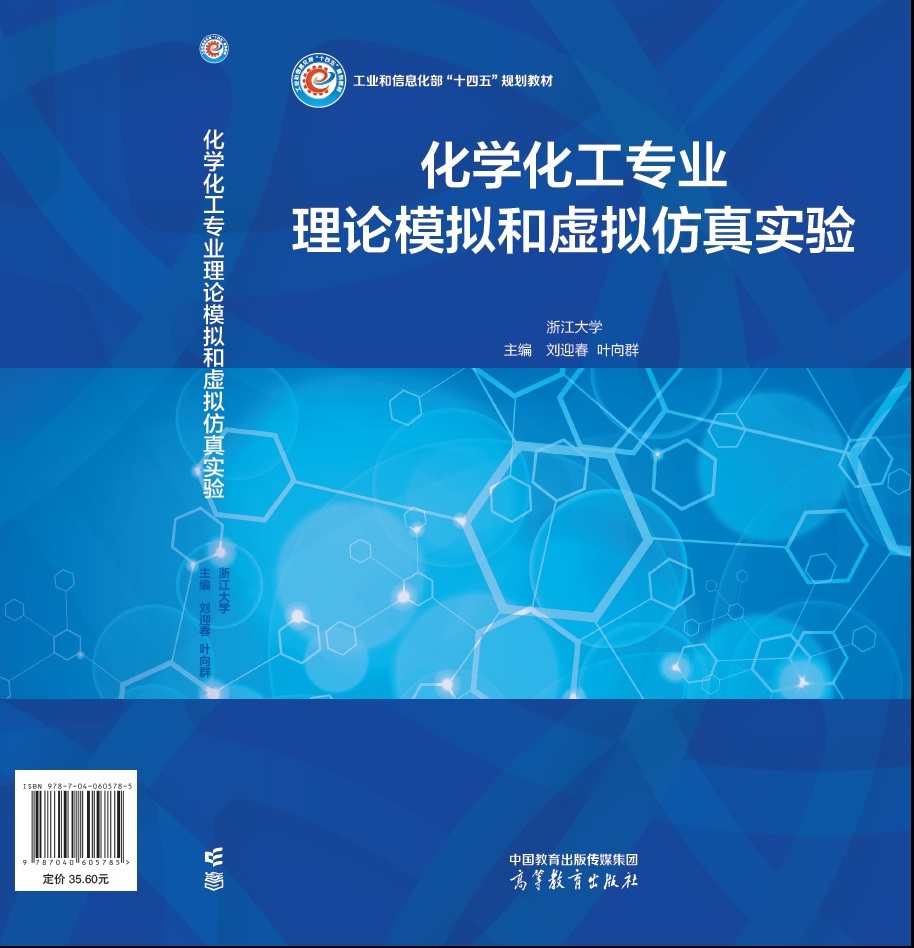 工业和信息化部“十四五”规划教材
化学化工专业
理论模拟和虚拟仿真实验
浙江大学
主编 刘迎春 叶向群
中国教育出版传媒集团
高等教育出版社
化学化工专业理论模拟和虚拟仿真实验
浙江大学
主编 刘迎春 叶向群
ISBN 978-7-04-060578-5
9 787040 605785 >
定价 35.60元